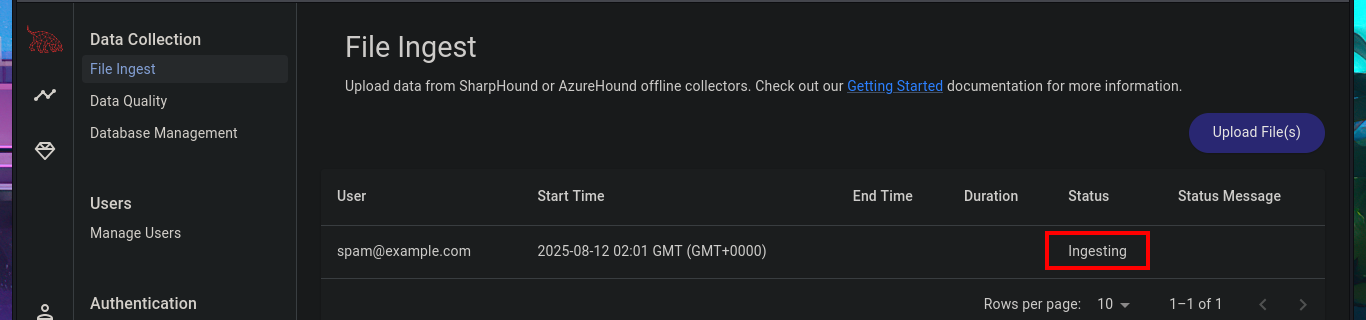 Data Collection
File Ingest
Data Quality
Database Management
Users
Manage Users
Authentication
File Ingest
Upload data from SharpHound or AzureHound offline collectors. Check out our Getting Started documentation for more information.
Upload File(s)
User Start Time End Time Duration Status Status Message
spam@example.com 2025-08-12 02:01 GMT (GMT+0000) Ingesting
Rows per page: 10 1–1 of 1